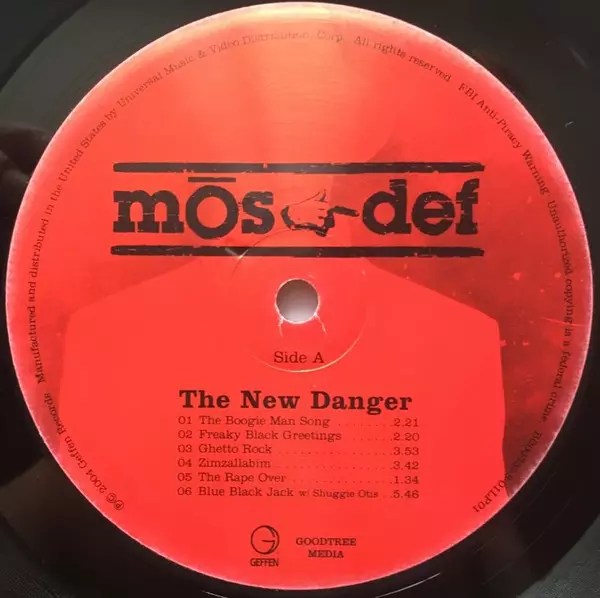 mōs def
Side A
The New Danger
01 The Boogie Man Song . . . . . . . . 2.21
02 Freaky Black Greetings . . . . . . . 2.20
03 Ghetto Rock . . . . . . . . . . . . . . . 3.53
04 Zimzallabim . . . . . . . . . . . . . . . 3.42
05 The Rape Over . . . . . . . . . . . . . 1.34
06 Blue Black Jack w/ Shuggie Otis . . 5.46
G
GEFFEN
GOODTREE
MEDIA
℗© 2004 Geffen Records Manufactured and distributed in the United States by Universal Music & Video Distribution, Corp. All rights reserved. FBI Anti-Piracy Warning: Unauthorized copying is a federal crime.